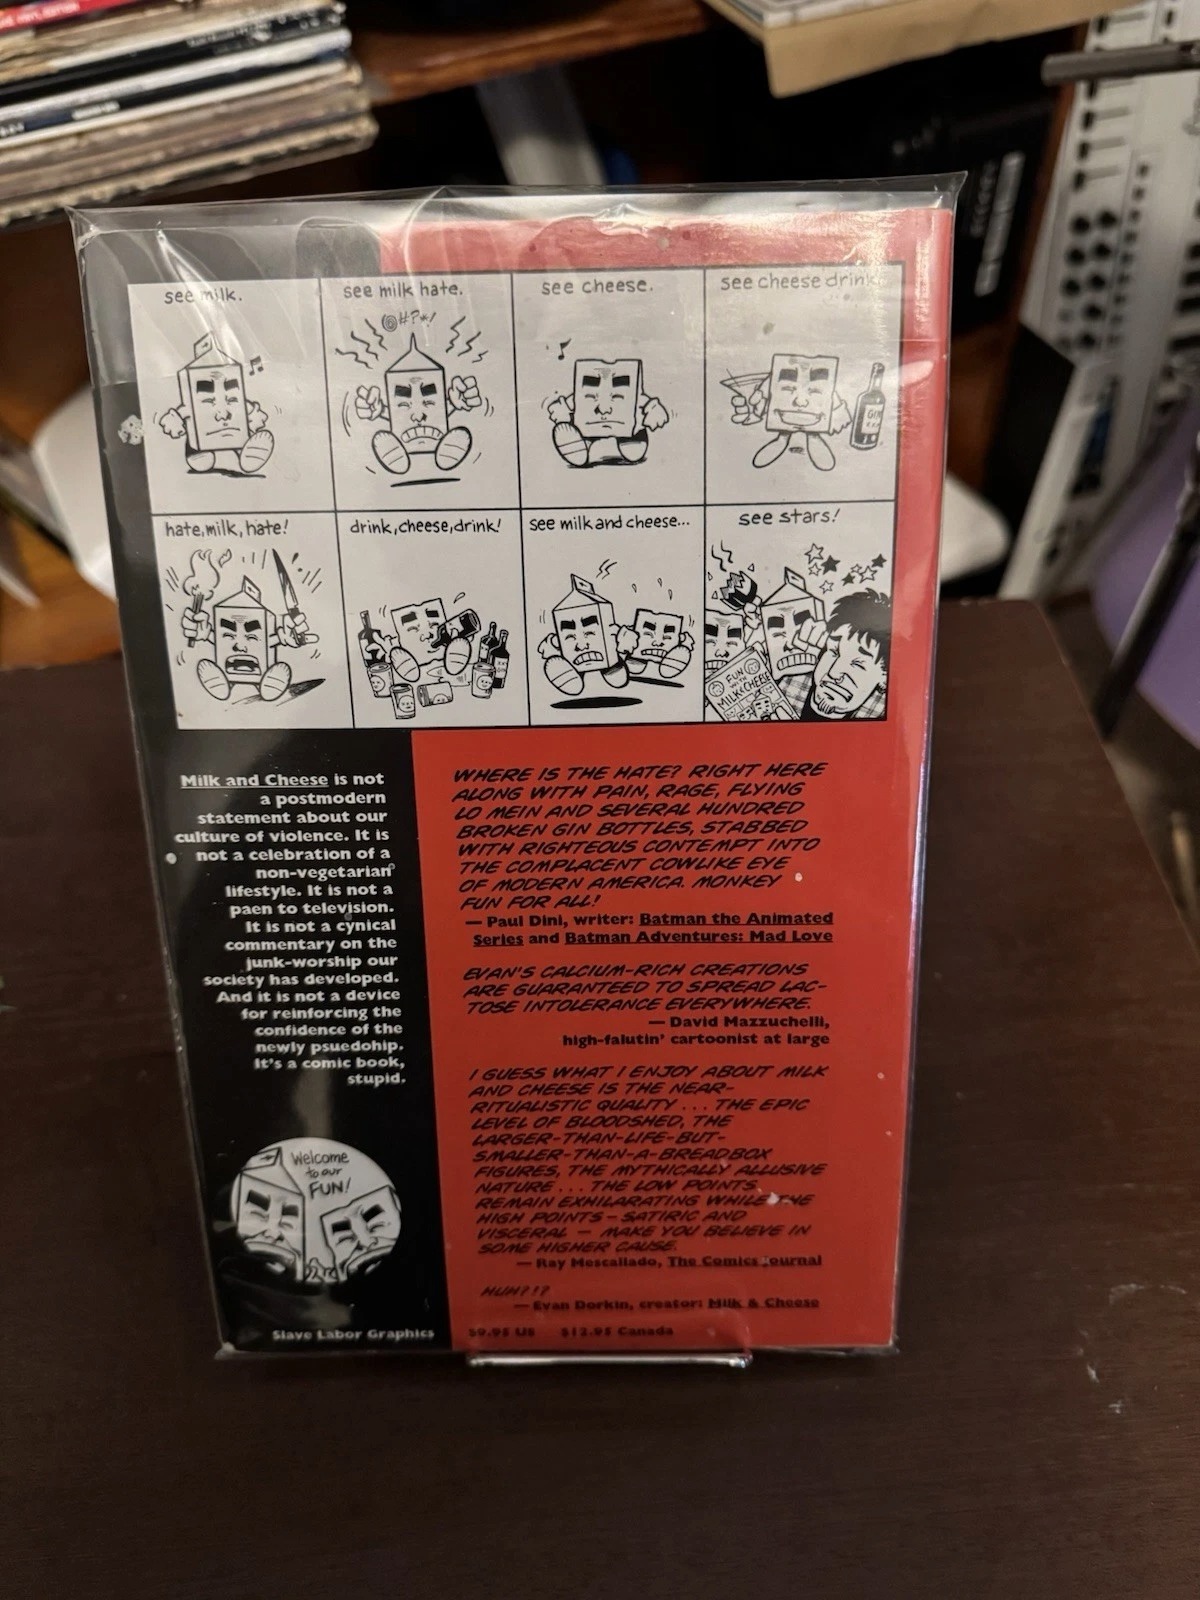 see milk.
see milk hate.
@#?*!
see cheese.
see cheese drink.
GIN
hate, milk, hate!
drink, cheese, drink!
see milk and cheese...
see stars!
FUN
WITH
MILK & CHEESE
Milk and Cheese is not
a postmodern
statement about our
culture of violence. It is
not a celebration of a
non-vegetarian
lifestyle. It is not a
paen to television.
It is not a cynical
commentary on the
junk-worship our
society has developed.
And it is not a device
for reinforcing the
confidence of the
newly psuedohip.
It's a comic book,
stupid.
Welcome
to our
FUN!
Slave Labor Graphics
WHERE IS THE HATE? RIGHT HERE
ALONG WITH PAIN, RAGE, FLYING
LO MEIN AND SEVERAL HUNDRED
BROKEN GIN BOTTLES, STABBED
WITH RIGHTEOUS CONTEMPT INTO
THE COMPLACENT COWLIKE EYE
OF MODERN AMERICA. MONKEY
FUN FOR ALL!
— Paul Dini, writer: Batman the Animated
Series and Batman Adventures: Mad Love
EVAN'S CALCIUM-RICH CREATIONS
ARE GUARANTEED TO SPREAD LAC-
TOSE INTOLERANCE EVERYWHERE.
— David Mazzuchelli,
high-falutin' cartoonist at large
I GUESS WHAT I ENJOY ABOUT MILK
AND CHEESE IS THE NEAR-
RITUALISTIC QUALITY . . . THE EPIC
LEVEL OF BLOODSHED, THE
LARGER-THAN-LIFE-BUT-
SMALLER-THAN-A-BREADBOX
FIGURES, THE MYTHICALLY ALLUSIVE
NATURE . . . THE LOW POINTS
REMAIN EXHILARATING WHILE THE
HIGH POINTS – SATIRIC AND
VISCERAL – MAKE YOU BELIEVE IN
SOME HIGHER CAUSE.
— Ray Mescallado, The Comics Journal
HUH?!?
— Evan Dorkin, creator: Milk & Cheese
$9.95 US $12.95 Canada